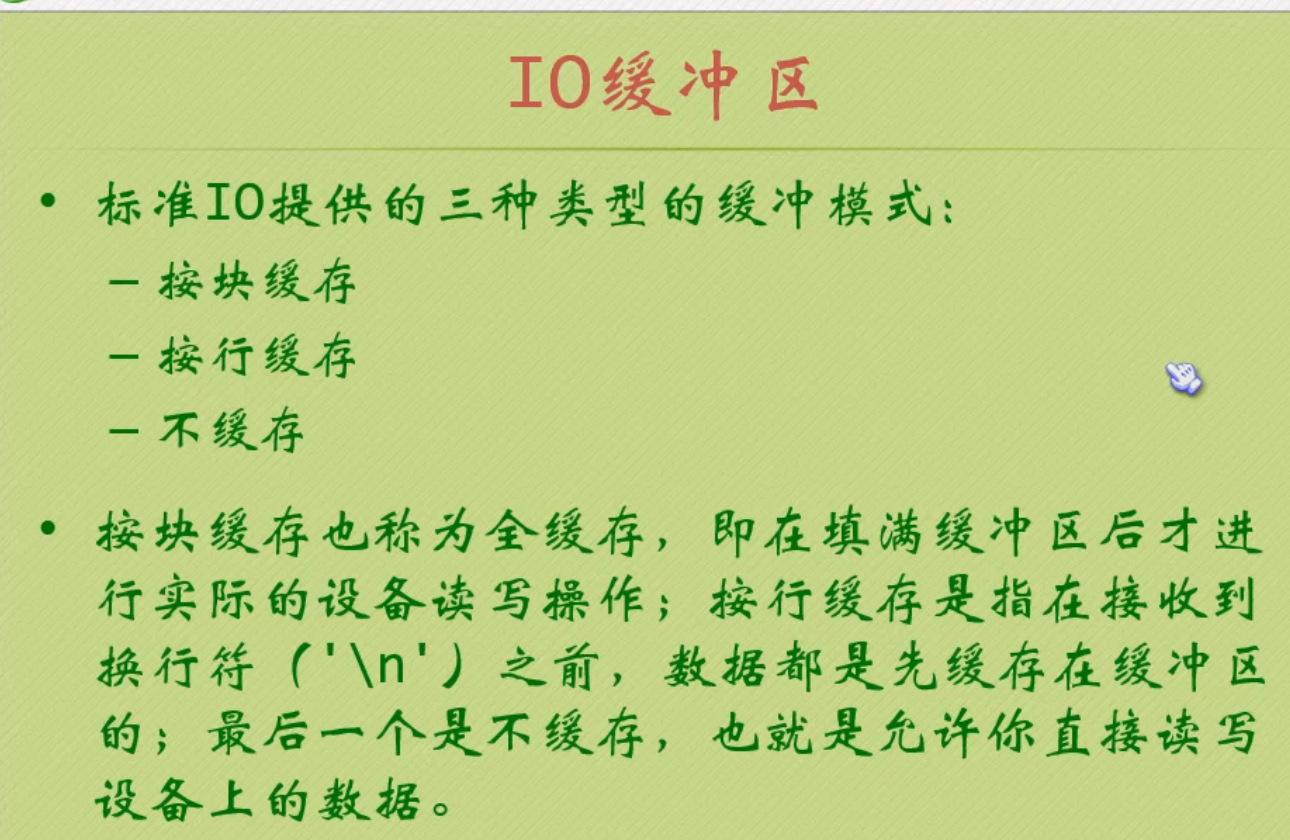 IO缓冲区
• 标准IO提供的三种类型的缓冲模式：
– 按块缓存
– 按行缓存
– 不缓存
• 按块缓存也称为全缓存，即在填满缓冲区后才进
行实际的设备读写操作；按行缓存是指在接收到
换行符（'\n'）之前，数据都是先缓存在缓冲区
的；最后一个是不缓存，也就是允许你直接读写
设备上的数据。